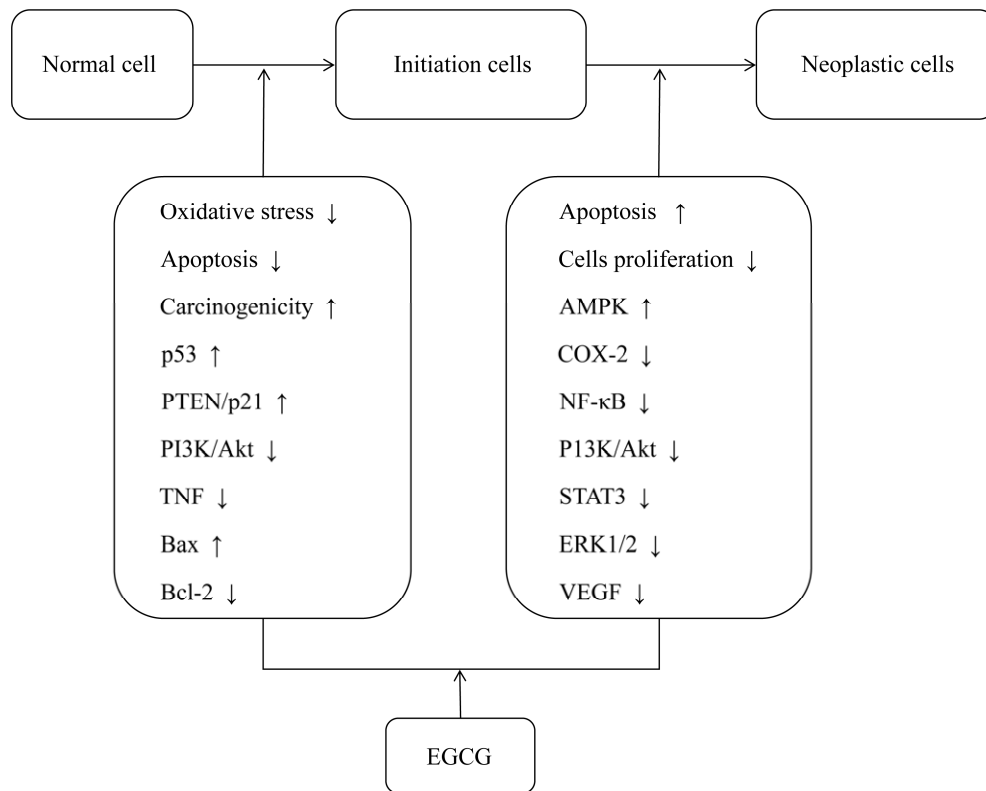 Normal cell
Initiation cells
Neoplastic cells
Oxidative stress ↓
Apoptosis ↓
Carcinogenicity ↑
p53 ↑
PTEN/p21 ↑
PI3K/Akt ↓
TNF ↓
Bax ↑
Bcl-2 ↓
Apoptosis ↑
Cells proliferation ↓
AMPK ↑
COX-2 ↓
NF-κB ↓
P13K/Akt ↓
STAT3 ↓
ERK1/2 ↓
VEGF ↓
EGCG